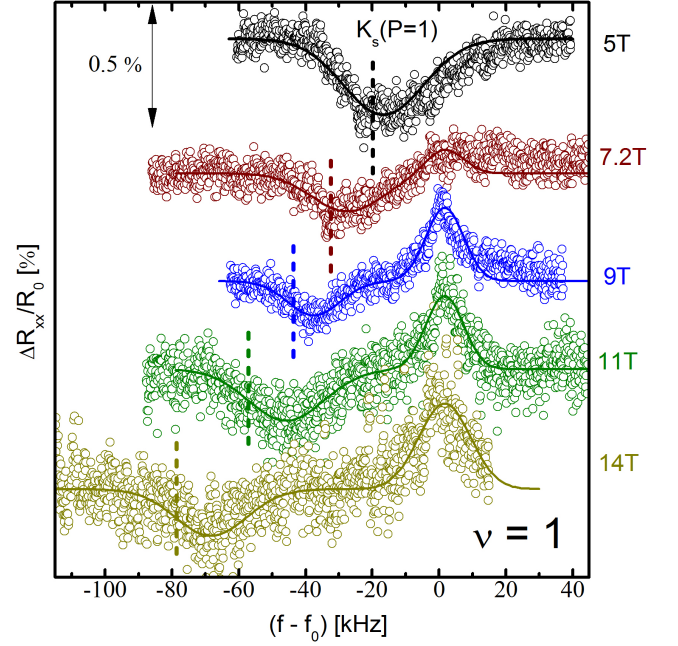 K_s(P=1)
5T
0.5 %
7.2T
9T
11T
14T
ν = 1
ΔR_xx/R_0 [%]
-100 -80 -60 -40 -20 0 20 40
(f - f_0) [kHz]